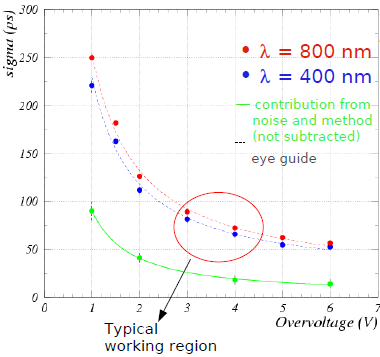 sigma (ps)
300
250
200
150
100
50
0
λ = 800 nm
λ = 400 nm
contribution from
noise and method
(not subtracted)
eye guide
0 1 2 3 4 5 6 7
Overvoltage (V)
Typical
working region